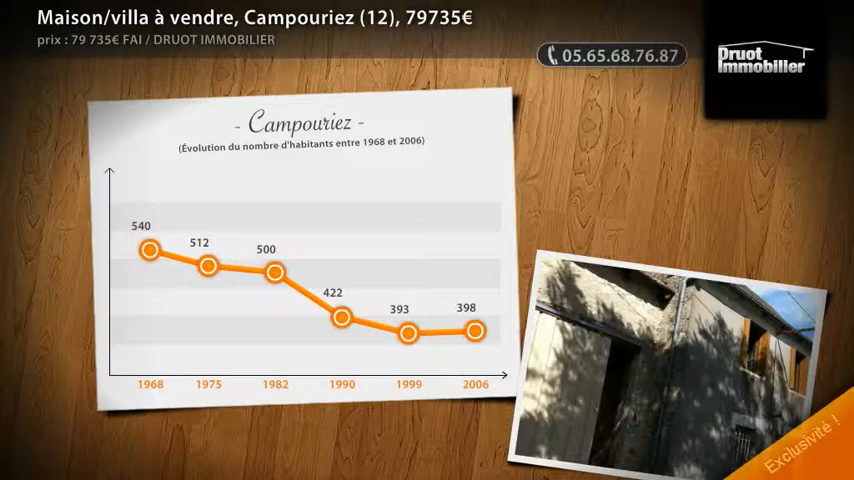 Maison/villa à vendre, Campouriez (12), 79735€
prix : 79 735€ FAI / DRUOT IMMOBILIER
05.65.68.76.87
Druot
Immobilier
- Campouriez -
(Évolution du nombre d'habitants entre 1968 et 2006)
540
512
500
422
393
398
1968 1975 1982 1990 1999 2006
Exclusivité !